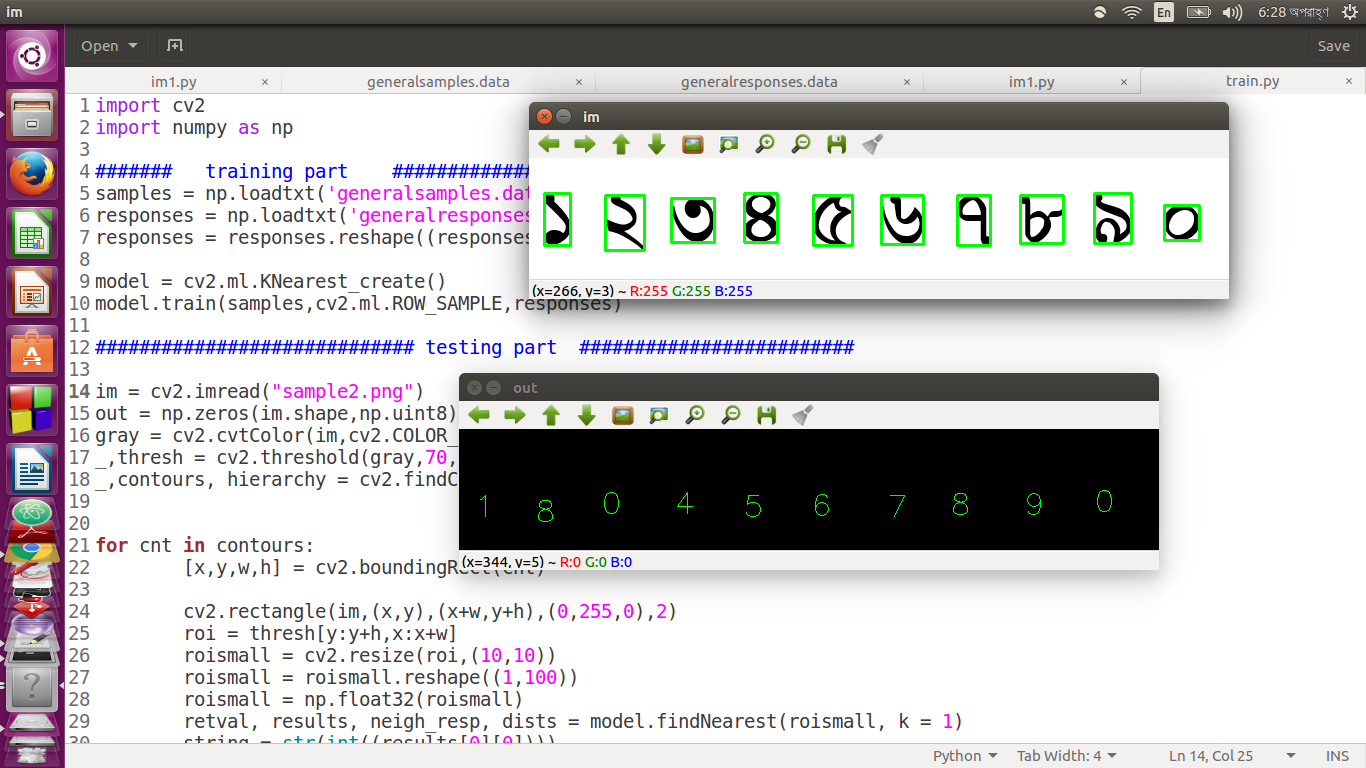 im
En
6:28 অপরাহ্ণ
Open
Save
im1.py
generalsamples.data
generalresponses.data
im1.py
train.py
1 import cv2
2 import numpy as np
3
4 ####### training part #############
5 samples = np.loadtxt('generalsamples.dat
6 responses = np.loadtxt('generalresponses
7 responses = responses.reshape((respons
8
9 model = cv2.ml.KNearest_create()
10 model.train(samples,cv2.ml.ROW_SAMPLE,responses)
11
12 ############################# testing part #########################
13
14 im = cv2.imread("sample2.png")
15 out = np.zeros(im.shape,np.uint8)
16 gray = cv2.cvtColor(im,cv2.COLOR_
17 _,thresh = cv2.threshold(gray,70,
18 _,contours, hierarchy = cv2.findC
19
20
21 for cnt in contours:
22 [x,y,w,h] = cv2.boundingRect(cnt)
23
24 cv2.rectangle(im,(x,y),(x+w,y+h),(0,255,0),2)
25 roi = thresh[y:y+h,x:x+w]
26 roismall = cv2.resize(roi,(10,10))
27 roismall = roismall.reshape((1,100))
28 roismall = np.float32(roismall)
29 retval, results, neigh_resp, dists = model.findNearest(roismall, k = 1)
30 string = str(int((results[0][0])))
im
১ ২ ৩ ৪ ৫ ৬ ৭ ৮ ৯ ০
(x=266, y=3) ~ R:255 G:255 B:255
out
1 8 0 4 5 6 7 8 9 0
(x=344, y=5) ~ R:0 G:0 B:0
Python
Tab Width: 4
Ln 14, Col 25
INS